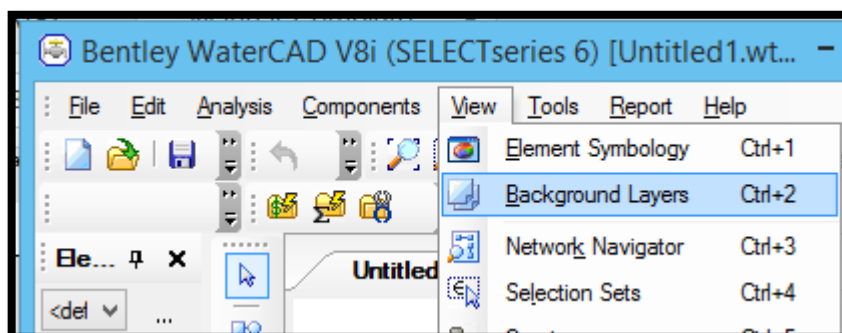 Bentley WaterCAD V8i (SELECTseries 6) [Untitled1.wt...
File Edit Analysis Components View Tools Report Help
Element Symbology Ctrl+1
Background Layers Ctrl+2
Network Navigator Ctrl+3
Ele...
Untitled
Selection Sets Ctrl+4
<def ...